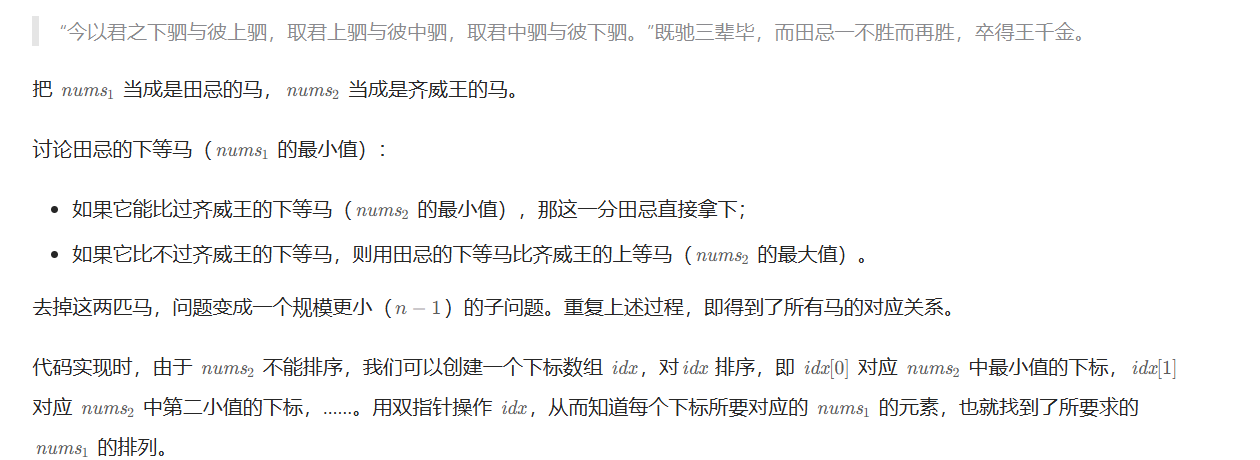 “今以君之下驷与彼上驷，取君上驷与彼中驷，取君中驷与彼下驷。”既驰三辈毕，而田忌一不胜而再胜，卒得王千金。
把 nums₁ 当成是田忌的马， nums₂ 当成是齐威王的马。
讨论田忌的下等马（nums₁ 的最小值）：
• 如果它能比过齐威王的下等马（nums₂ 的最小值），那这一分田忌直接拿下；
• 如果它比不过齐威王的下等马，则用田忌的下等马比齐威王的上等马（nums₂ 的最大值）。
去掉这两匹马，问题变成一个规模更小（n − 1）的子问题。重复上述过程，即得到了所有马的对应关系。
代码实现时，由于 nums₂ 不能排序，我们可以创建一个下标数组 idx，对 idx 排序，即 idx[0] 对应 nums₂ 中最小值的下标， idx[1]
对应 nums₂ 中第二小值的下标，……。用双指针操作 idx，从而知道每个下标所要对应的 nums₁ 的元素，也就找到了所要求的
nums₁ 的排列。